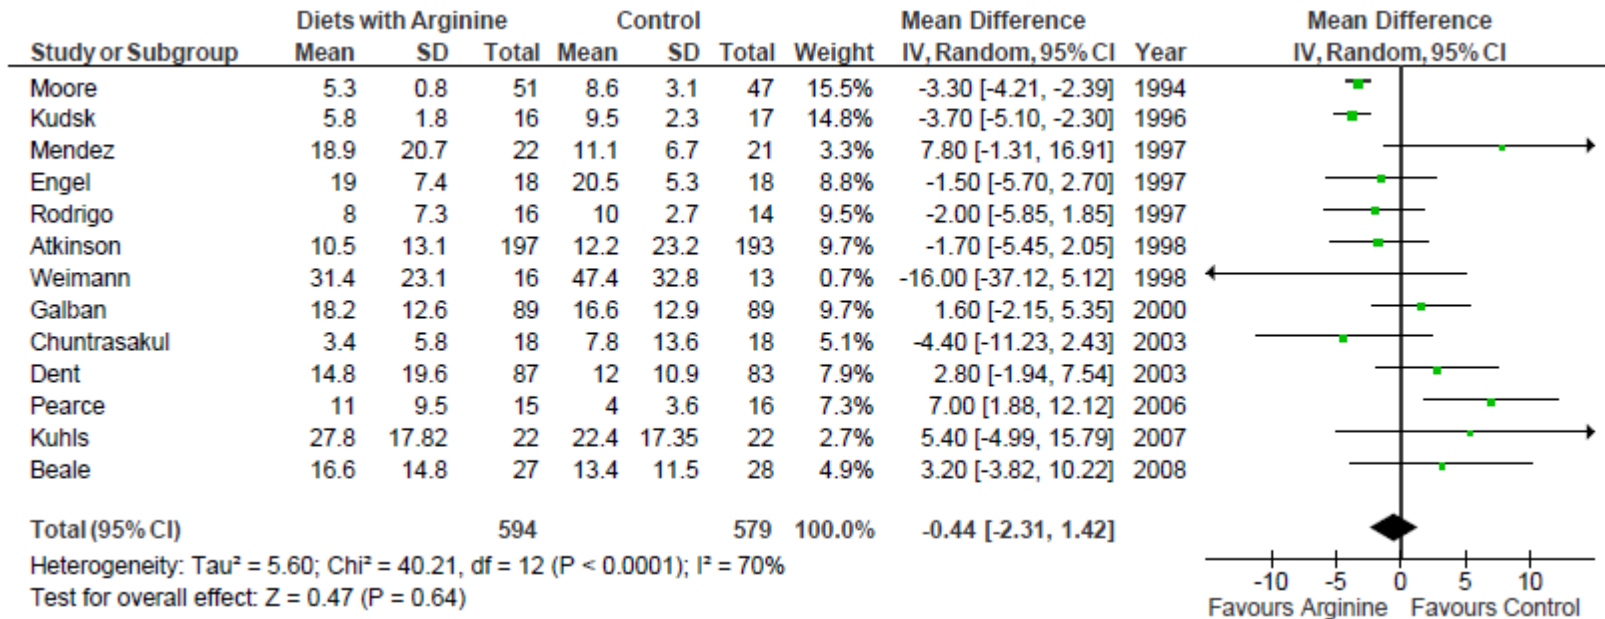 Diets with Arginine Control Mean Difference Mean Difference
Study or Subgroup Mean SD Total Mean SD Total Weight IV, Random, 95% CI Year IV, Random, 95% CI
Moore 5.3 0.8 51 8.6 3.1 47 15.5% -3.30 [-4.21, -2.39] 1994
Kudsk 5.8 1.8 16 9.5 2.3 17 14.8% -3.70 [-5.10, -2.30] 1996
Mendez 18.9 20.7 22 11.1 6.7 21 3.3% 7.80 [-1.31, 16.91] 1997
Engel 19 7.4 18 20.5 5.3 18 8.8% -1.50 [-5.70, 2.70] 1997
Rodrigo 8 7.3 16 10 2.7 14 9.5% -2.00 [-5.85, 1.85] 1997
Atkinson 10.5 13.1 197 12.2 23.2 193 9.7% -1.70 [-5.45, 2.05] 1998
Weimann 31.4 23.1 16 47.4 32.8 13 0.7% -16.00 [-37.12, 5.12] 1998
Galban 18.2 12.6 89 16.6 12.9 89 9.7% 1.60 [-2.15, 5.35] 2000
Chuntrasakul 3.4 5.8 18 7.8 13.6 18 5.1% -4.40 [-11.23, 2.43] 2003
Dent 14.8 19.6 87 12 10.9 83 7.9% 2.80 [-1.94, 7.54] 2003
Pearce 11 9.5 15 4 3.6 16 7.3% 7.00 [1.88, 12.12] 2006
Kuhls 27.8 17.82 22 22.4 17.35 22 2.7% 5.40 [-4.99, 15.79] 2007
Beale 16.6 14.8 27 13.4 11.5 28 4.9% 3.20 [-3.82, 10.22] 2008
Total (95% CI) 594 579 100.0% -0.44 [-2.31, 1.42]
Heterogeneity: Tau² = 5.60; Chi² = 40.21, df = 12 (P < 0.0001); I² = 70%
Test for overall effect: Z = 0.47 (P = 0.64)
-10 -5 0 5 10
Favours Arginine Favours Control